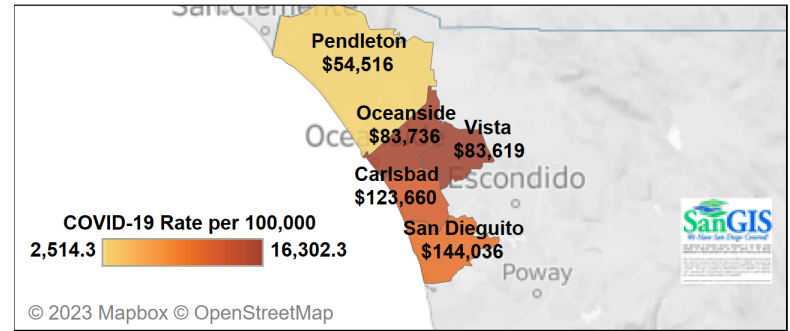 San Clemente
Pendleton
$54,516
Oceanside
$83,736
Vista
$83,619
Carlsbad
$123,660
Escondido
San Dieguito
$144,036
COVID-19 Rate per 100,000
2,514.3
16,302.3
Poway
SanGIS
We Have San Diego Covered!
© 2023 Mapbox © OpenStreetMap